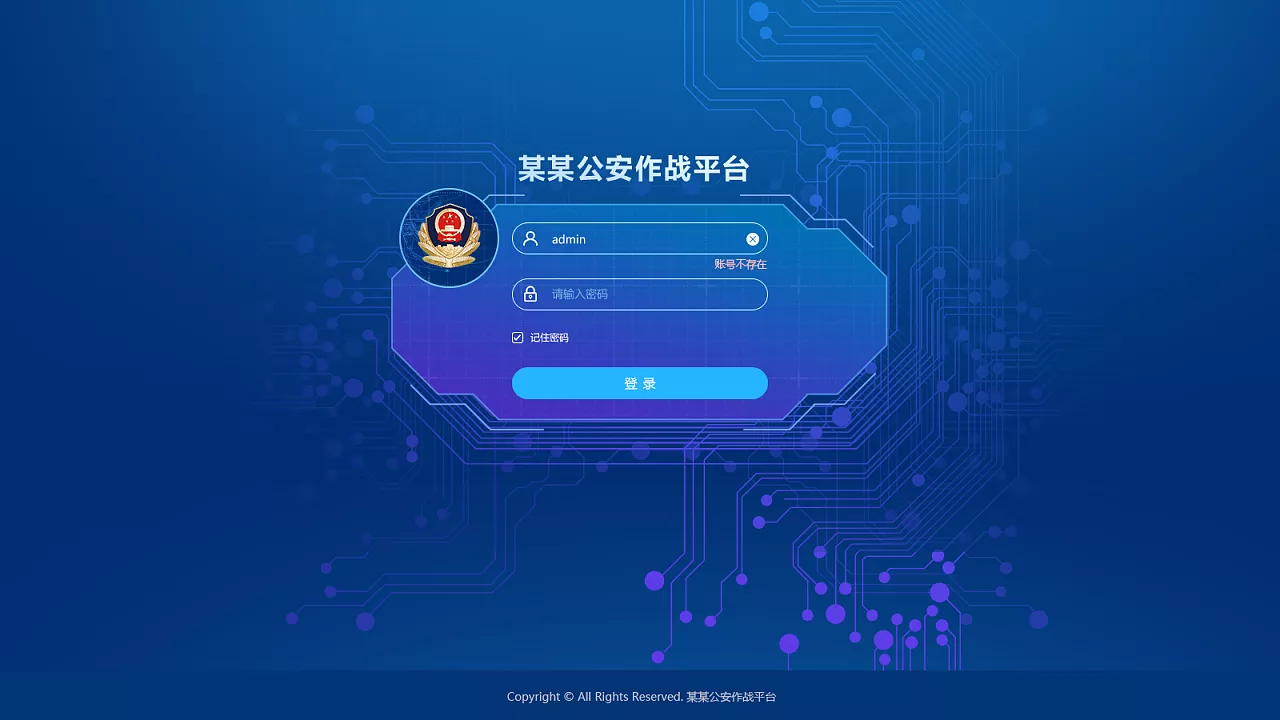 某某公安作战平台
admin
账号不存在
请输入密码
记住密码
登 录
Copyright © All Rights Reserved. 某某公安作战平台